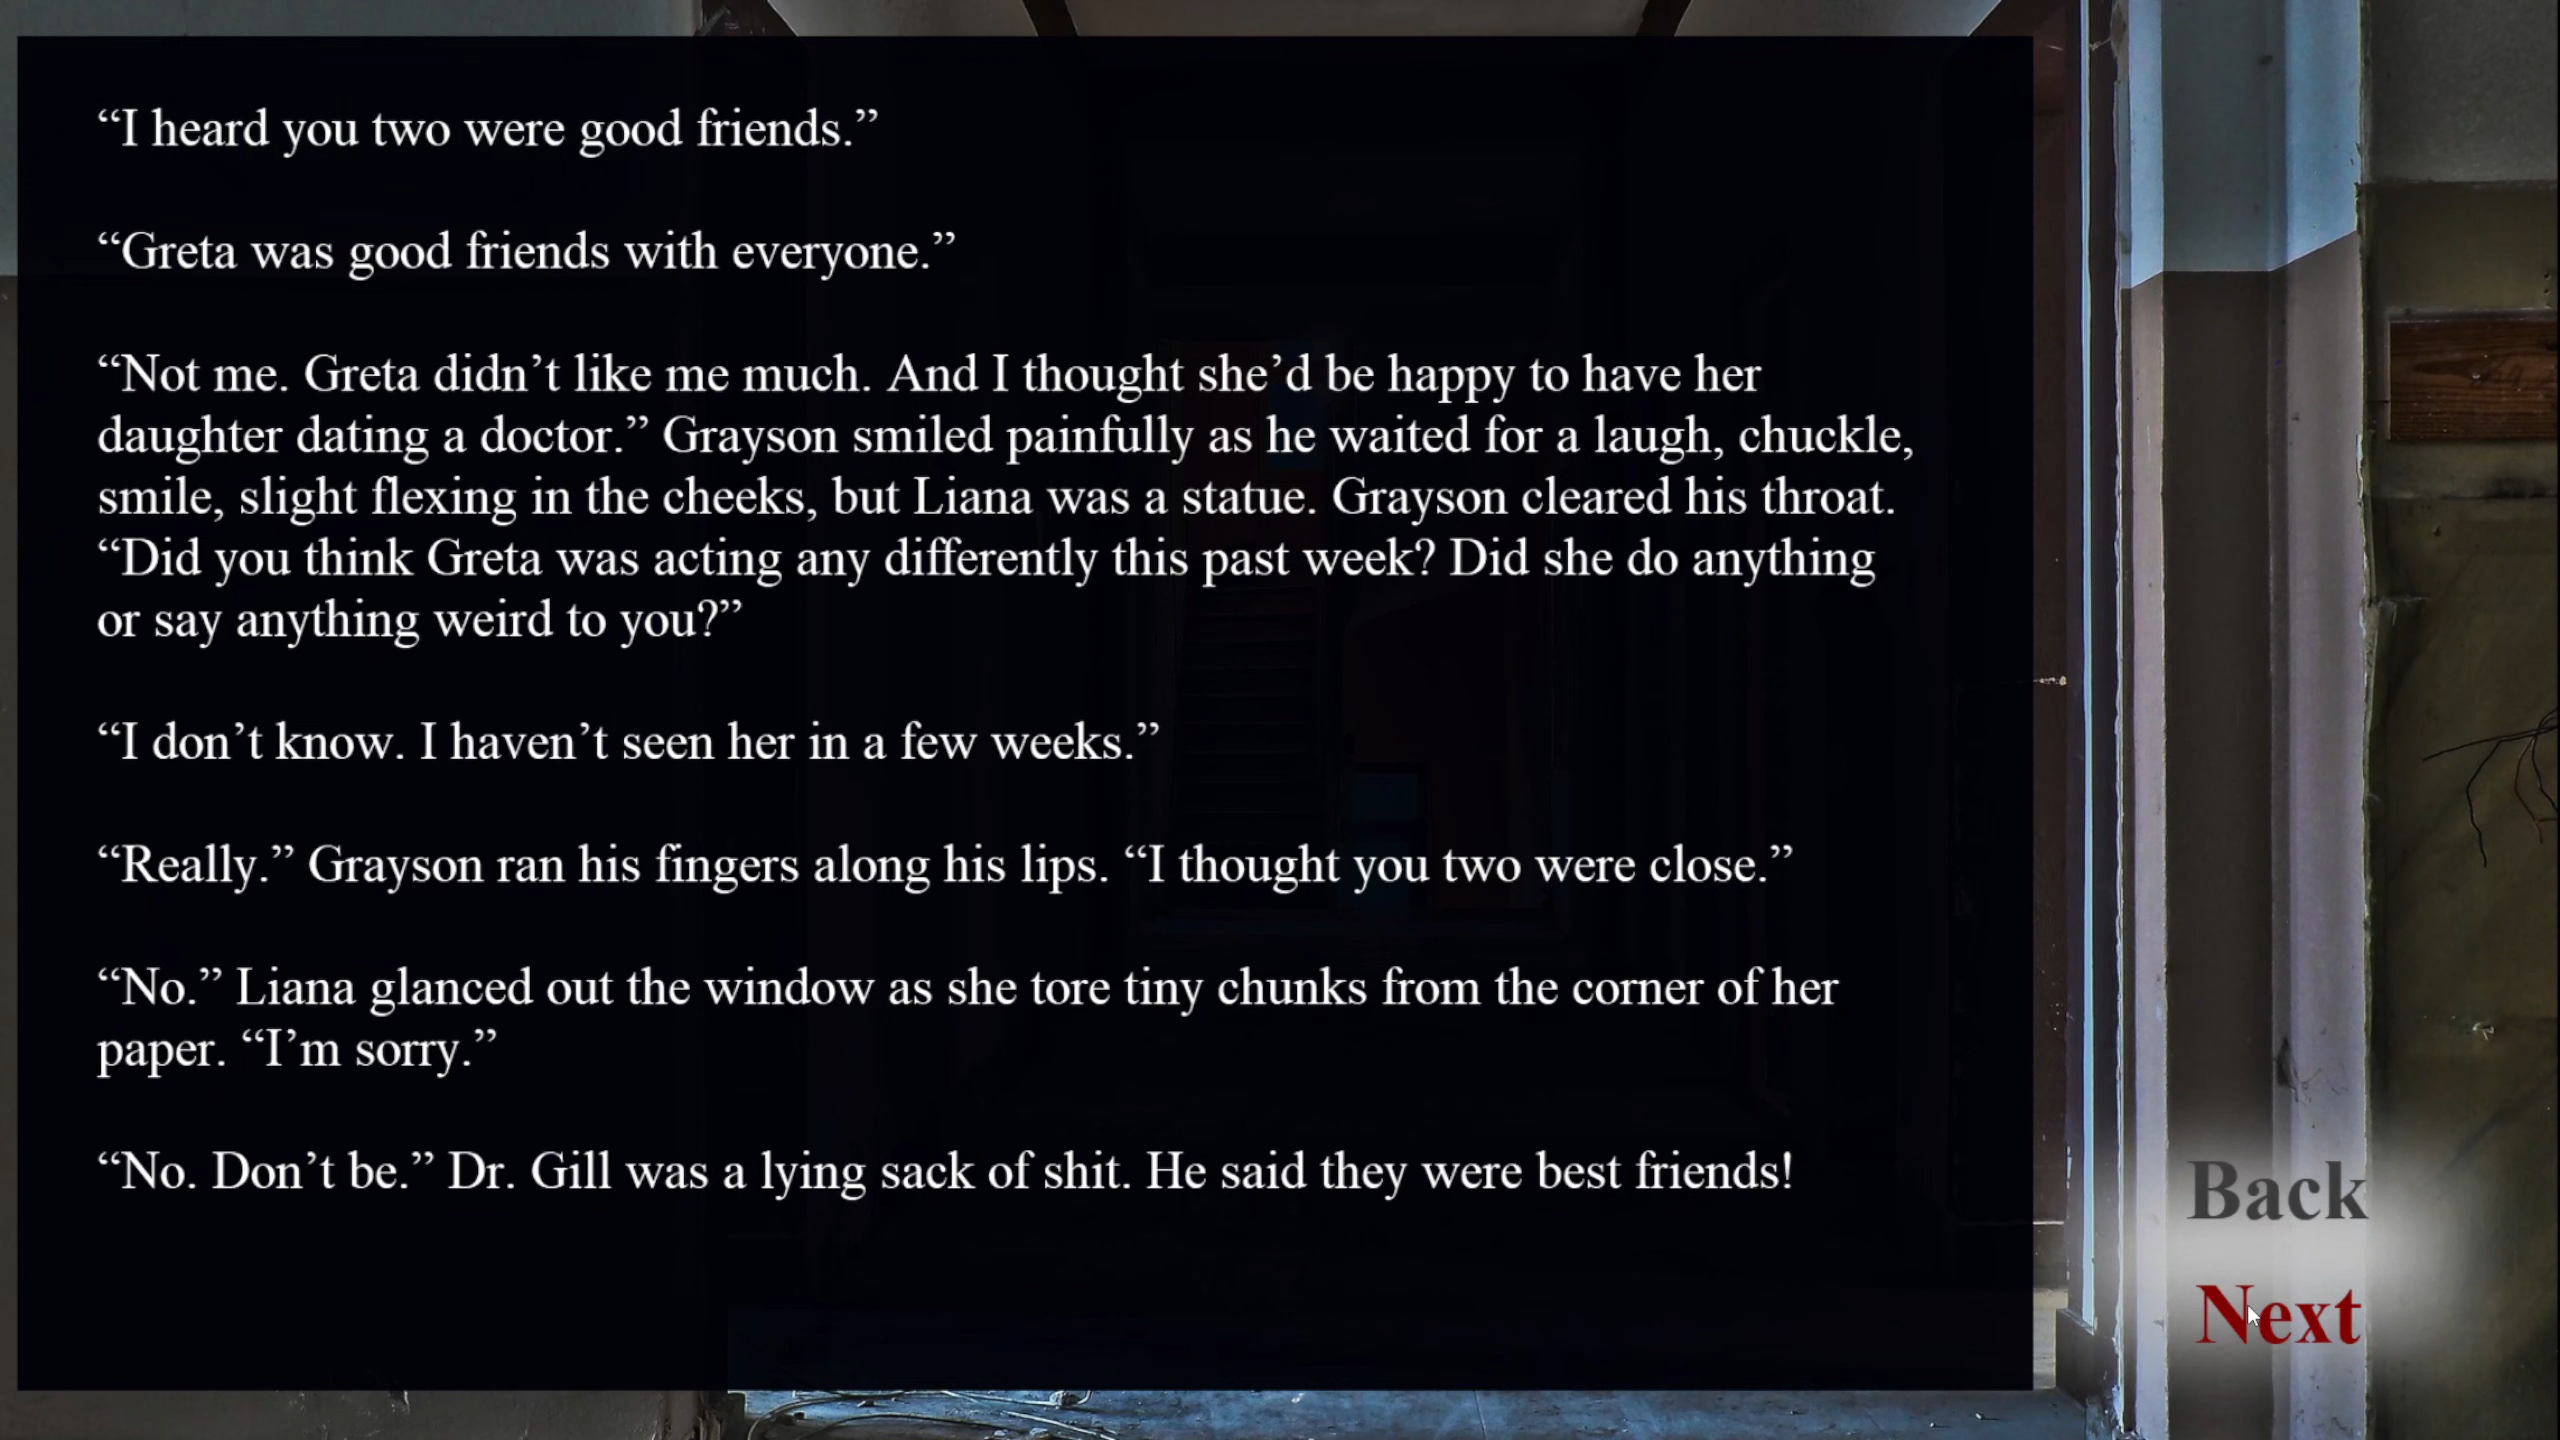 “I heard you two were good friends.”
“Greta was good friends with everyone.”
“Not me. Greta didn’t like me much. And I thought she’d be happy to have her
daughter dating a doctor.” Grayson smiled painfully as he waited for a laugh, chuckle,
smile, slight flexing in the cheeks, but Liana was a statue. Grayson cleared his throat.
“Did you think Greta was acting any differently this past week? Did she do anything
or say anything weird to you?”
“I don’t know. I haven’t seen her in a few weeks.”
“Really.” Grayson ran his fingers along his lips. “I thought you two were close.”
“No.” Liana glanced out the window as she tore tiny chunks from the corner of her
paper. “I’m sorry.”
“No. Don’t be.” Dr. Gill was a lying sack of shit. He said they were best friends!
Back
Next